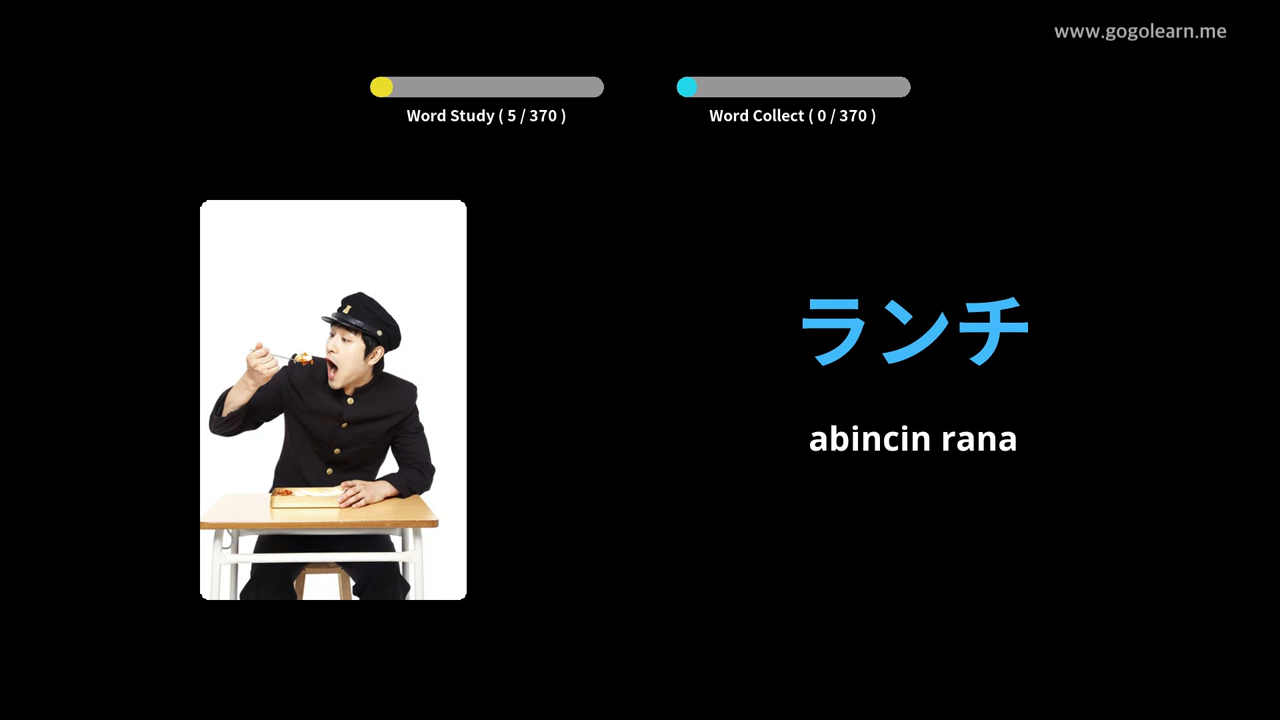 www.gogolearn.me
Word Study ( 5 / 370 )
Word Collect ( 0 / 370 )
ランチ
abincin rana